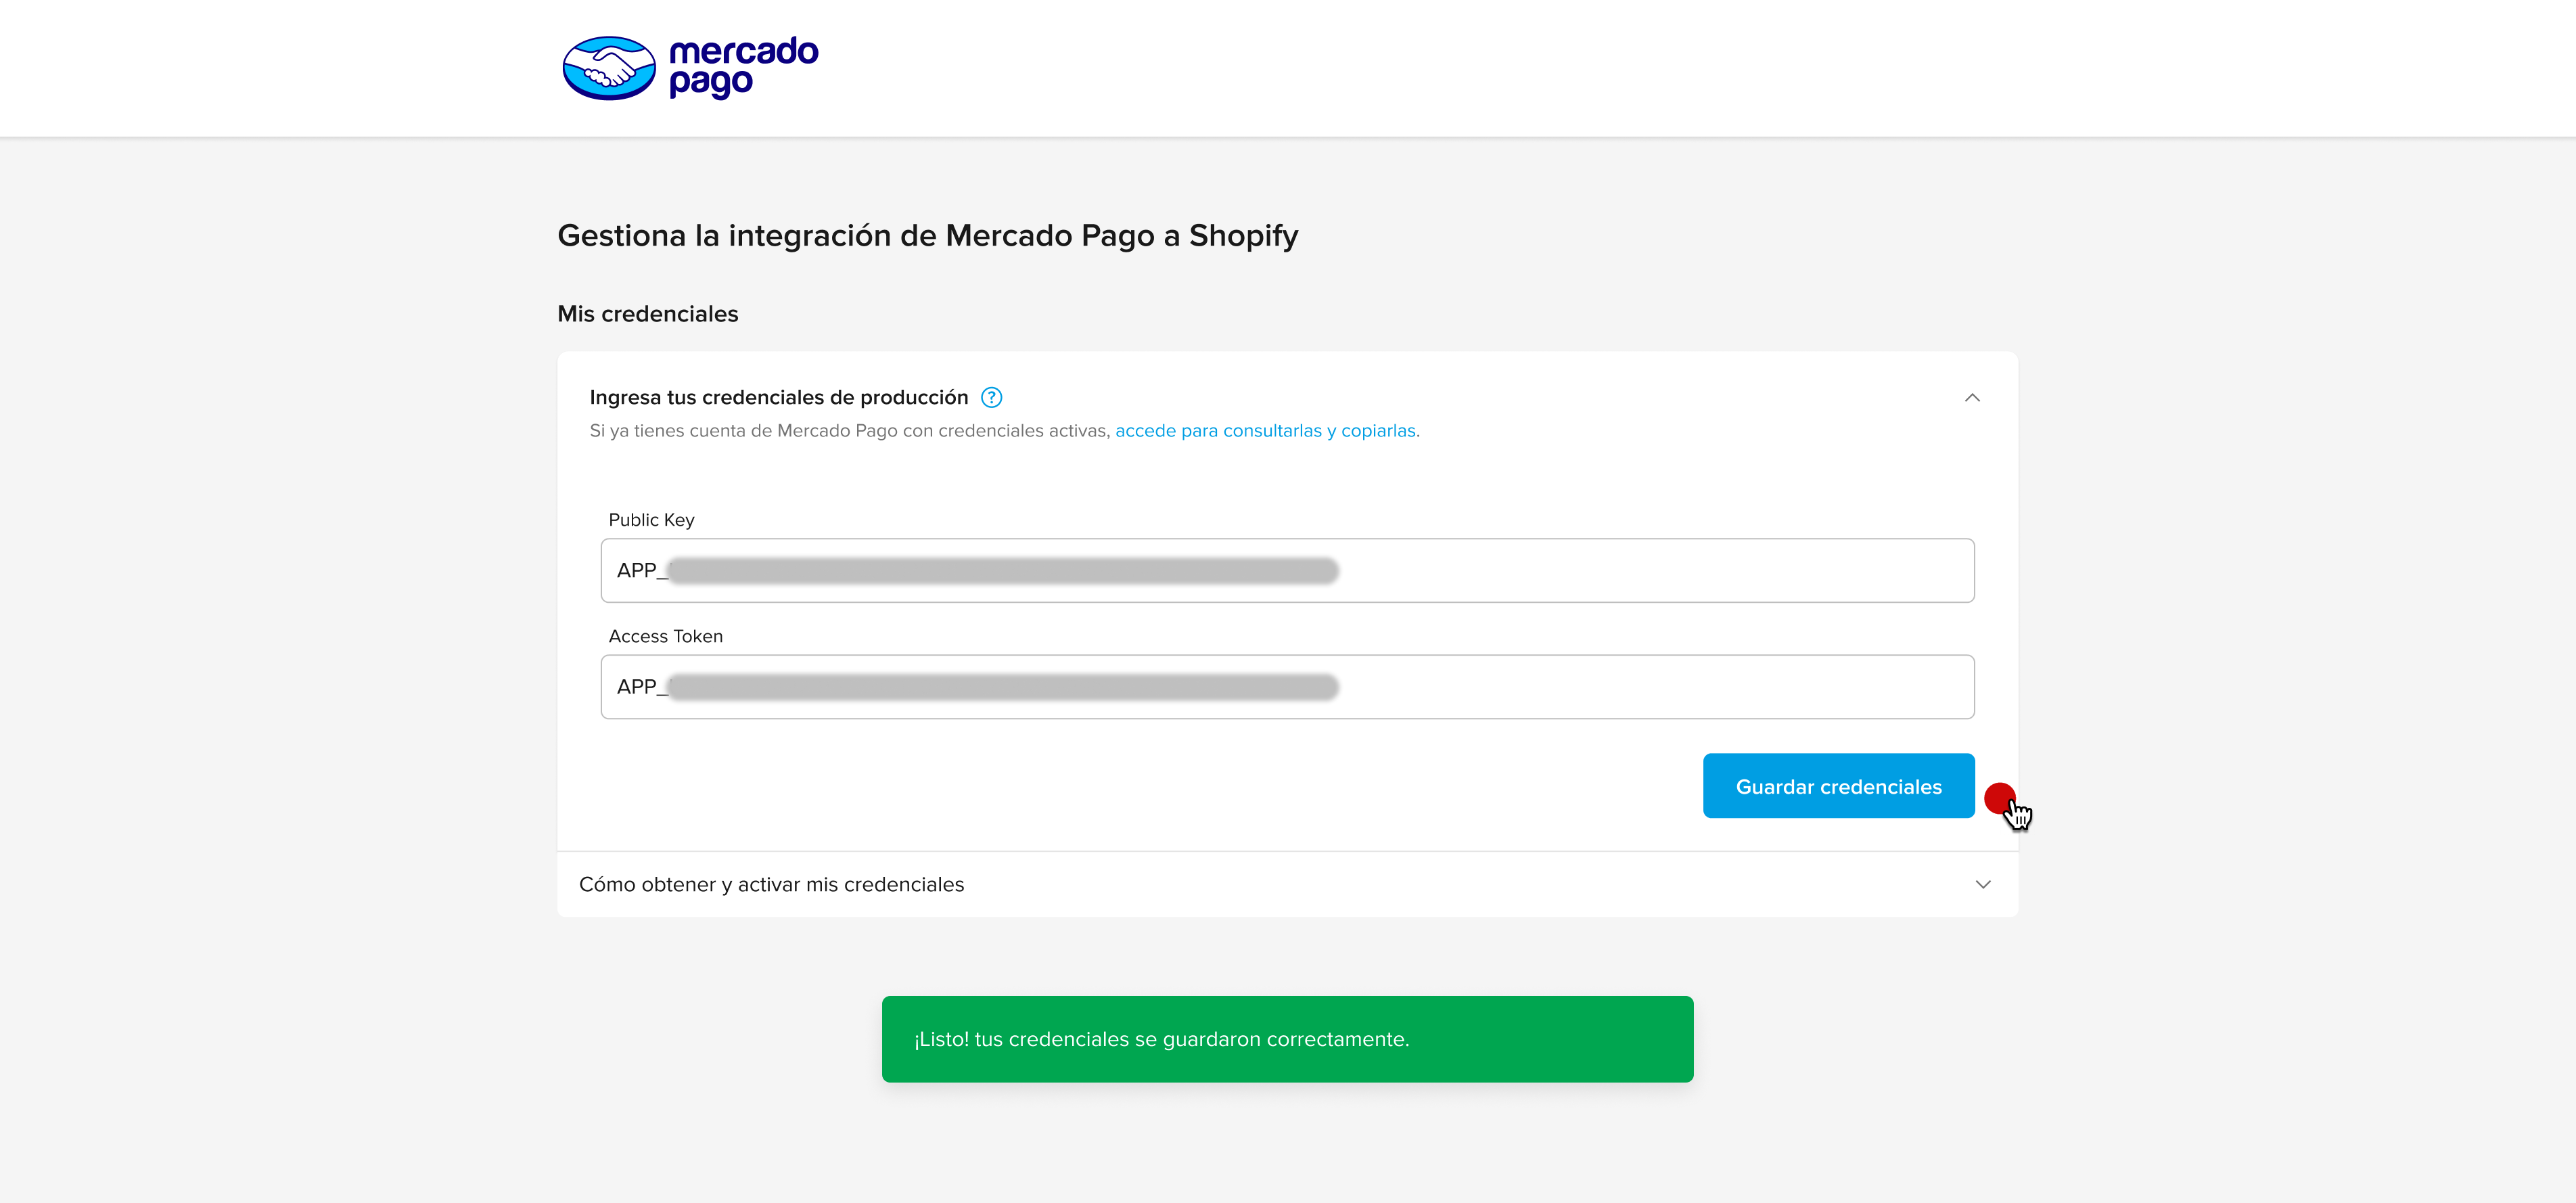 mercado
pago
Gestiona la integración de Mercado Pago a Shopify
Mis credenciales
Ingresa tus credenciales de producción ?
Si ya tienes cuenta de Mercado Pago con credenciales activas, accede para consultarlas y copiarlas.
Public Key
APP_
Access Token
APP_
Guardar credenciales
Cómo obtener y activar mis credenciales
¡Listo! tus credenciales se guardaron correctamente.